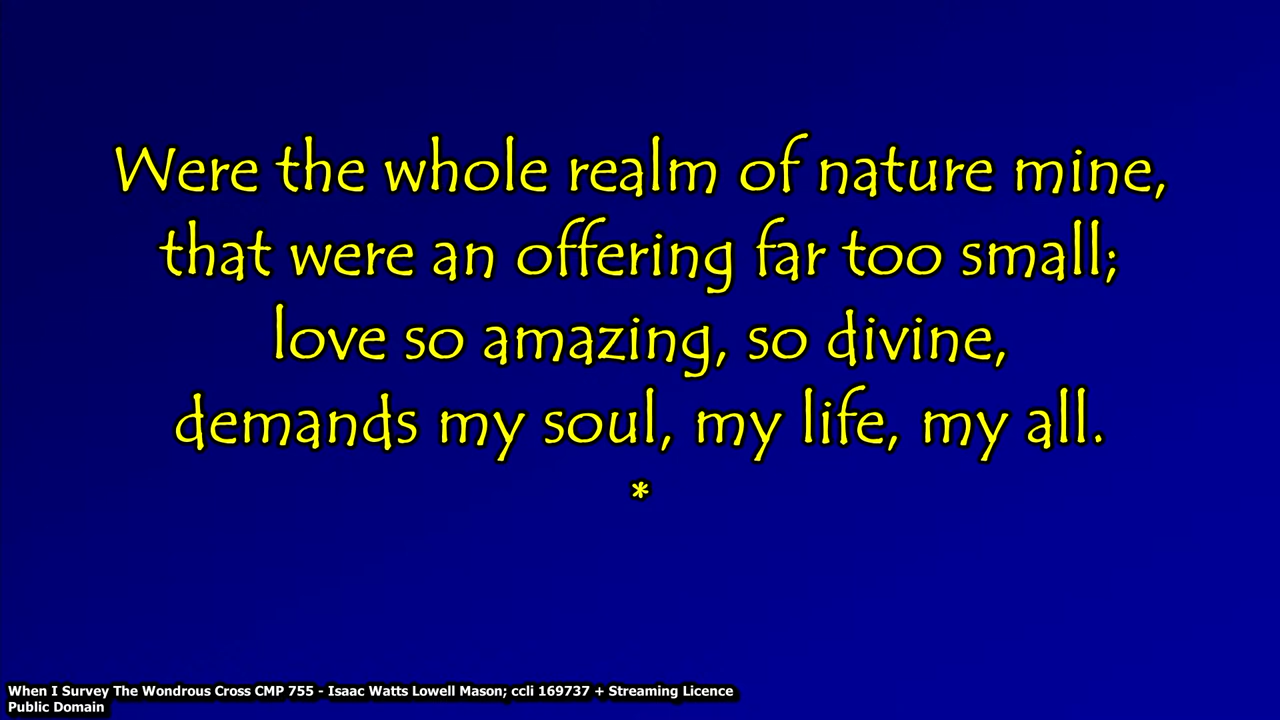 Were the whole realm of nature mine,
that were an offering far too small;
love so amazing, so divine,
demands my soul, my life, my all.
*
When I Survey The Wondrous Cross CMP 755 - Isaac Watts Lowell Mason; ccli 169737 + Streaming Licence
Public Domain